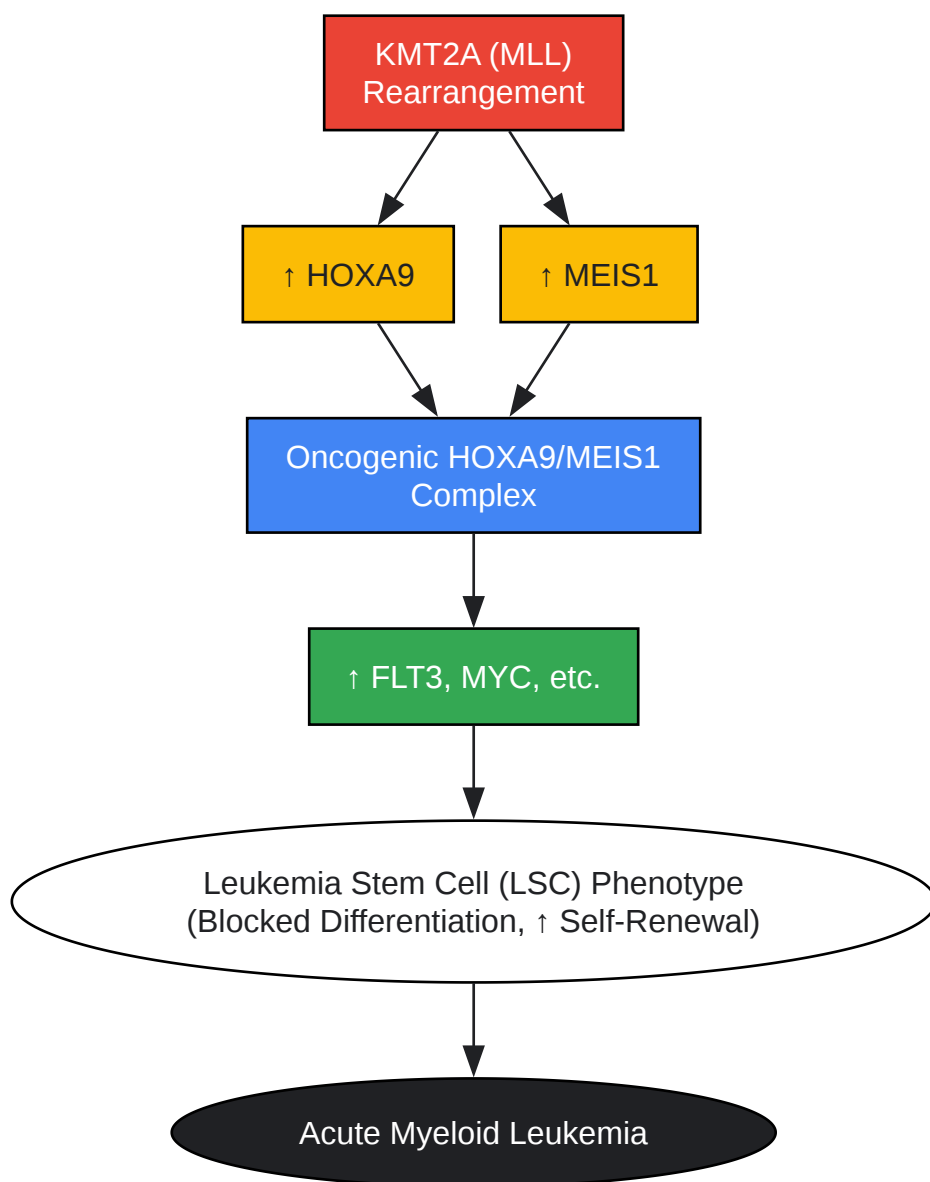 KMT2A (MLL)
Rearrangement
↑ HOXA9
↑ MEIS1
Oncogenic HOXA9/MEIS1
Complex
↑ FLT3, MYC, etc.
Leukemia Stem Cell (LSC) Phenotype
(Blocked Differentiation, ↑ Self-Renewal)
Acute Myeloid Leukemia